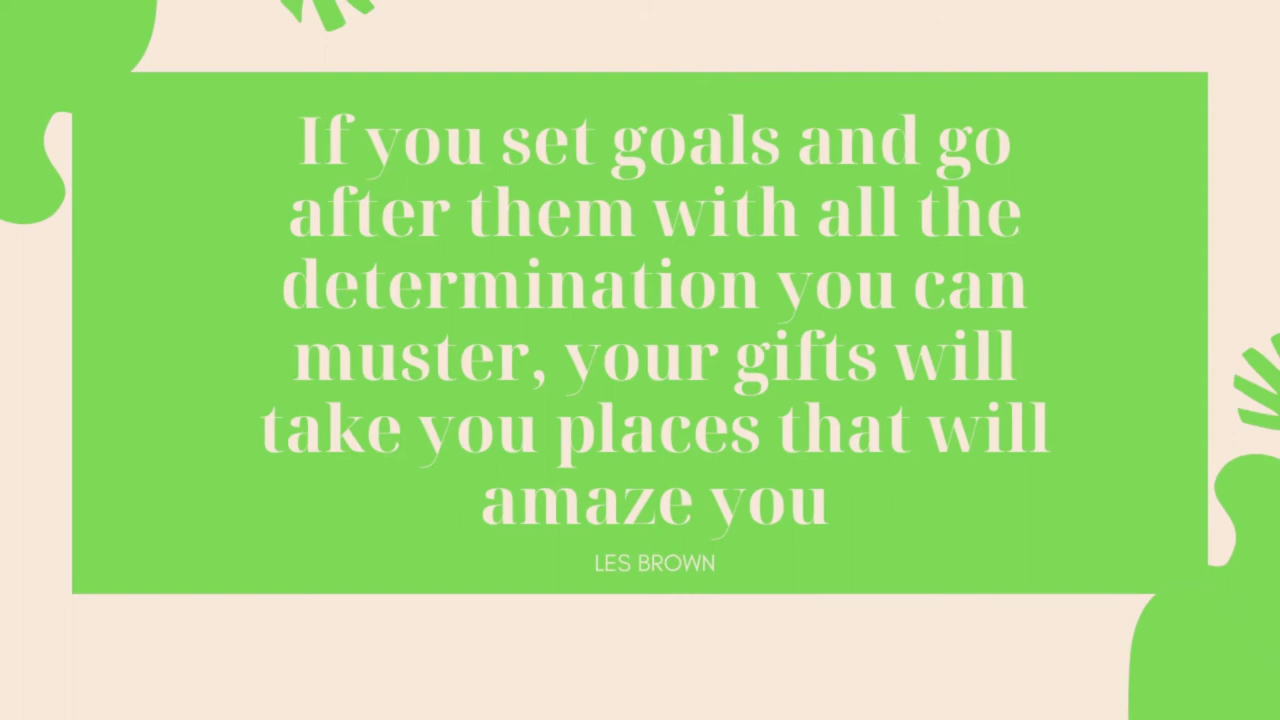 If you set goals and go
after them with all the
determination you can
muster, your gifts will
take you places that will
amaze you
LES BROWN